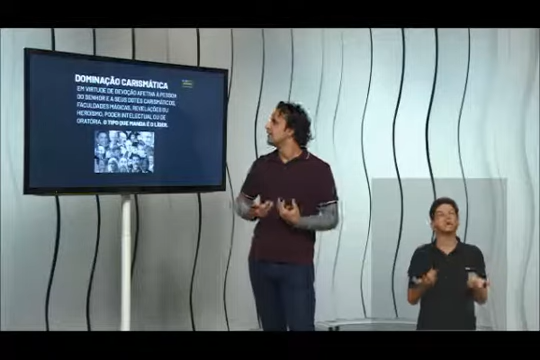 DOMINAÇÃO CARISMÁTICA
EM VIRTUDE DE DEVOÇÃO AFETIVA À PESSOA
DO SENHOR E A SEUS DOTES CARISMÁTICOS,
FACULDADES MÁGICAS, REVELAÇÕES OU
HEROÍSMO, PODER INTELECTUAL OU DE
ORATÓRIA. O TIPO QUE MANDA É O LÍDER.